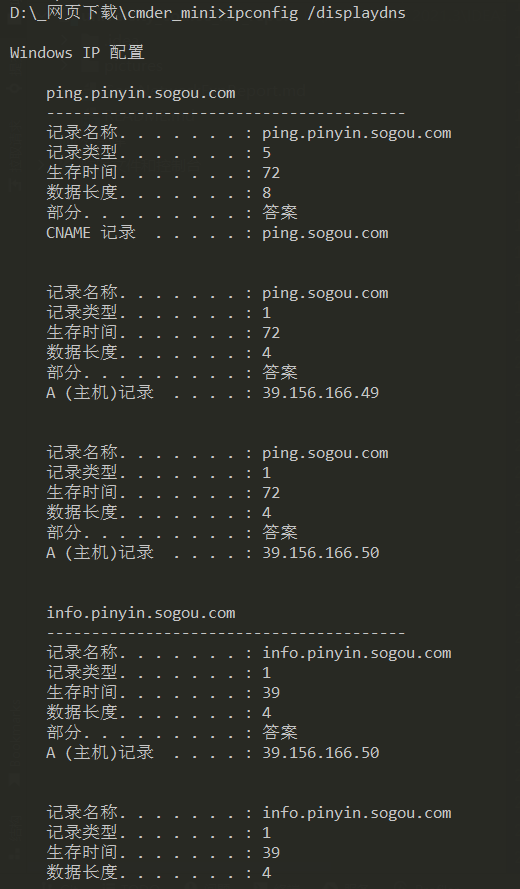 D:\_网页下载\cmder_mini>ipconfig /displaydns
Windows IP 配置
ping.pinyin.sogou.com
----------------------------------------
记录名称. . . . . . . : ping.pinyin.sogou.com
记录类型. . . . . . . : 5
生存时间. . . . . . . : 72
数据长度. . . . . . . : 8
部分. . . . . . . . . : 答案
CNAME 记录 . . . . . : ping.sogou.com
记录名称. . . . . . . : ping.sogou.com
记录类型. . . . . . . : 1
生存时间. . . . . . . : 72
数据长度. . . . . . . : 4
部分. . . . . . . . . : 答案
A (主机)记录 . . . . : 39.156.166.49
记录名称. . . . . . . : ping.sogou.com
记录类型. . . . . . . : 1
生存时间. . . . . . . : 72
数据长度. . . . . . . : 4
部分. . . . . . . . . : 答案
A (主机)记录 . . . . : 39.156.166.50
info.pinyin.sogou.com
----------------------------------------
记录名称. . . . . . . : info.pinyin.sogou.com
记录类型. . . . . . . : 1
生存时间. . . . . . . : 39
数据长度. . . . . . . : 4
部分. . . . . . . . . : 答案
A (主机)记录 . . . . : 39.156.166.50
记录名称. . . . . . . : info.pinyin.sogou.com
记录类型. . . . . . . : 1
生存时间. . . . . . . : 39
数据长度. . . . . . . : 4